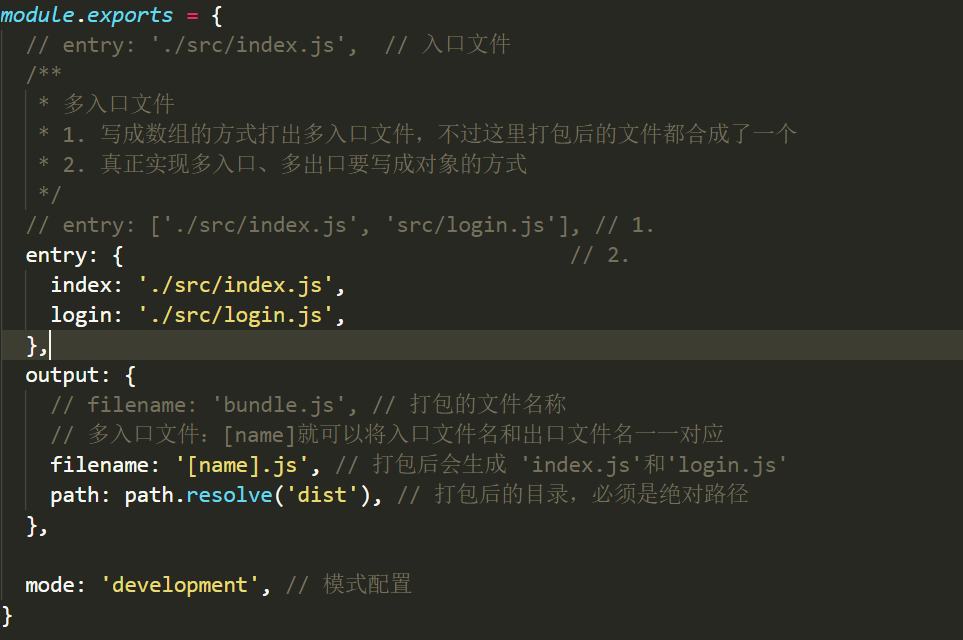 module.exports = {
  // entry: './src/index.js',  // 入口文件
  /**
   * 多入口文件
   * 1. 写成数组的方式打出多入口文件，不过这里打包后的文件都合成了一个
   * 2. 真正实现多入口、多出口要写成对象的方式
   */
  // entry: ['./src/index.js', 'src/login.js'], // 1.
  entry: {                                    // 2.
    index: './src/index.js',
    login: './src/login.js',
  },
  output: {
    // filename: 'bundle.js', // 打包的文件名称
    // 多入口文件：[name]就可以将入口文件名和出口文件名一一对应
    filename: '[name].js', // 打包后会生成 'index.js'和'login.js'
    path: path.resolve('dist'), // 打包后的目录，必须是绝对路径
  },
  mode: 'development', // 模式配置
}